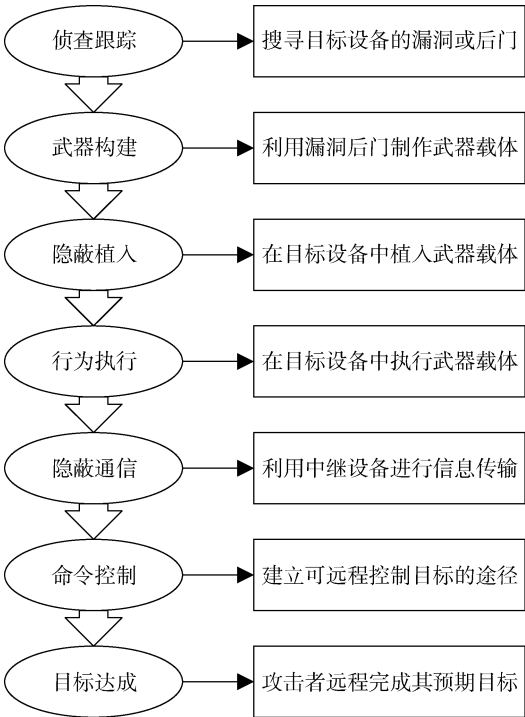 侦查跟踪
搜寻目标设备的漏洞或后门
武器构建
利用漏洞后门制作武器载体
隐蔽植入
在目标设备中植入武器载体
行为执行
在目标设备中执行武器载体
隐蔽通信
利用中继设备进行信息传输
命令控制
建立可远程控制目标的途径
目标达成
攻击者远程完成其预期目标